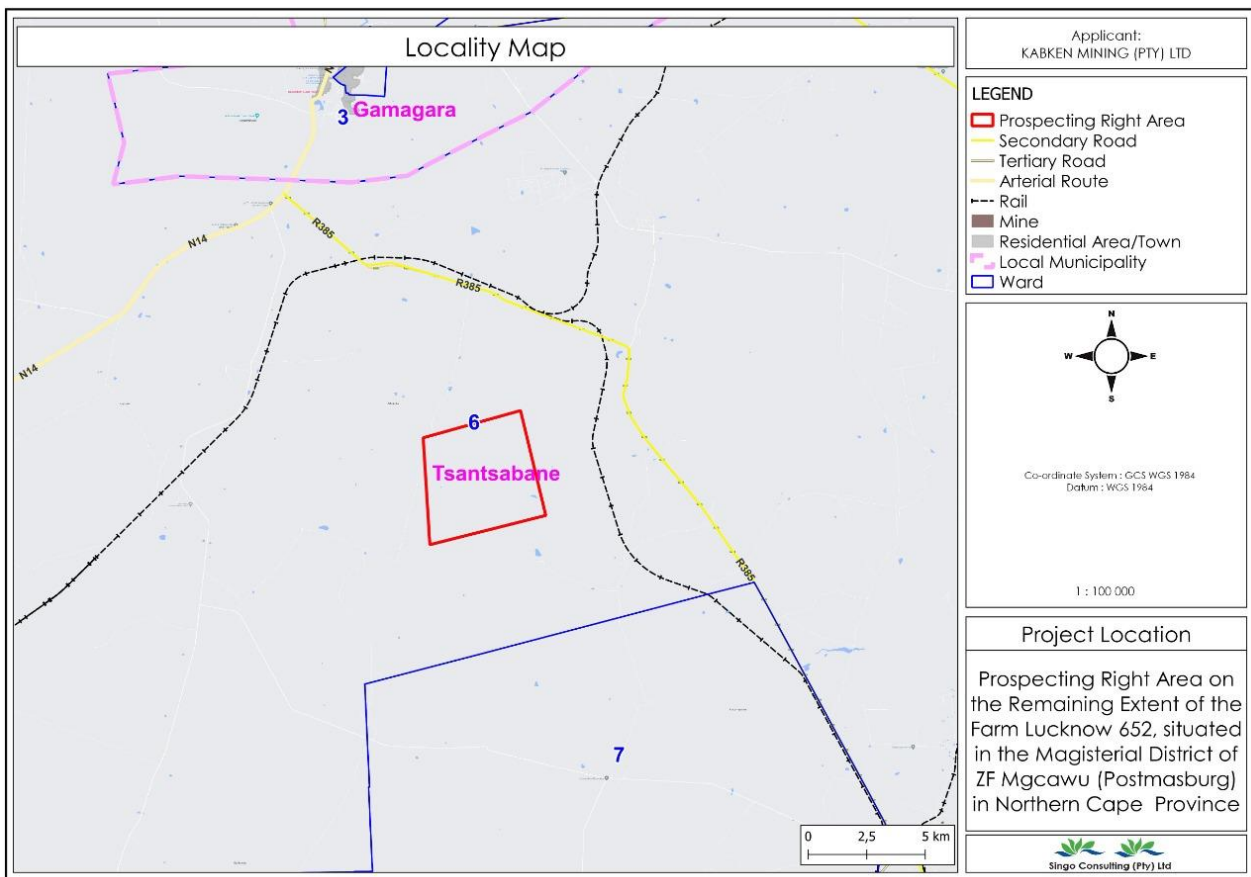 Locality Map
Gamagara
3
N14
N14
R385
R385
R385
6
Tsantsabane
7
0 2,5 5 km
Applicant:
KABKEN MINING (PTY) LTD
LEGEND
Prospecting Right Area
Secondary Road
Tertiary Road
Arterial Route
Rail
Mine
Residential Area/Town
Local Municipality
Ward
N
W E
S
Co-ordinate System : GCS WGS 1984
Datum : WGS 1984
1 : 100 000
Project Location
Prospecting Right Area on
the Remaining Extent of the
Farm Lucknow 652, situated
in the Magisterial District of
ZF Mgcawu (Postmasburg)
in Northern Cape Province
Singo Consulting (Pty) Ltd